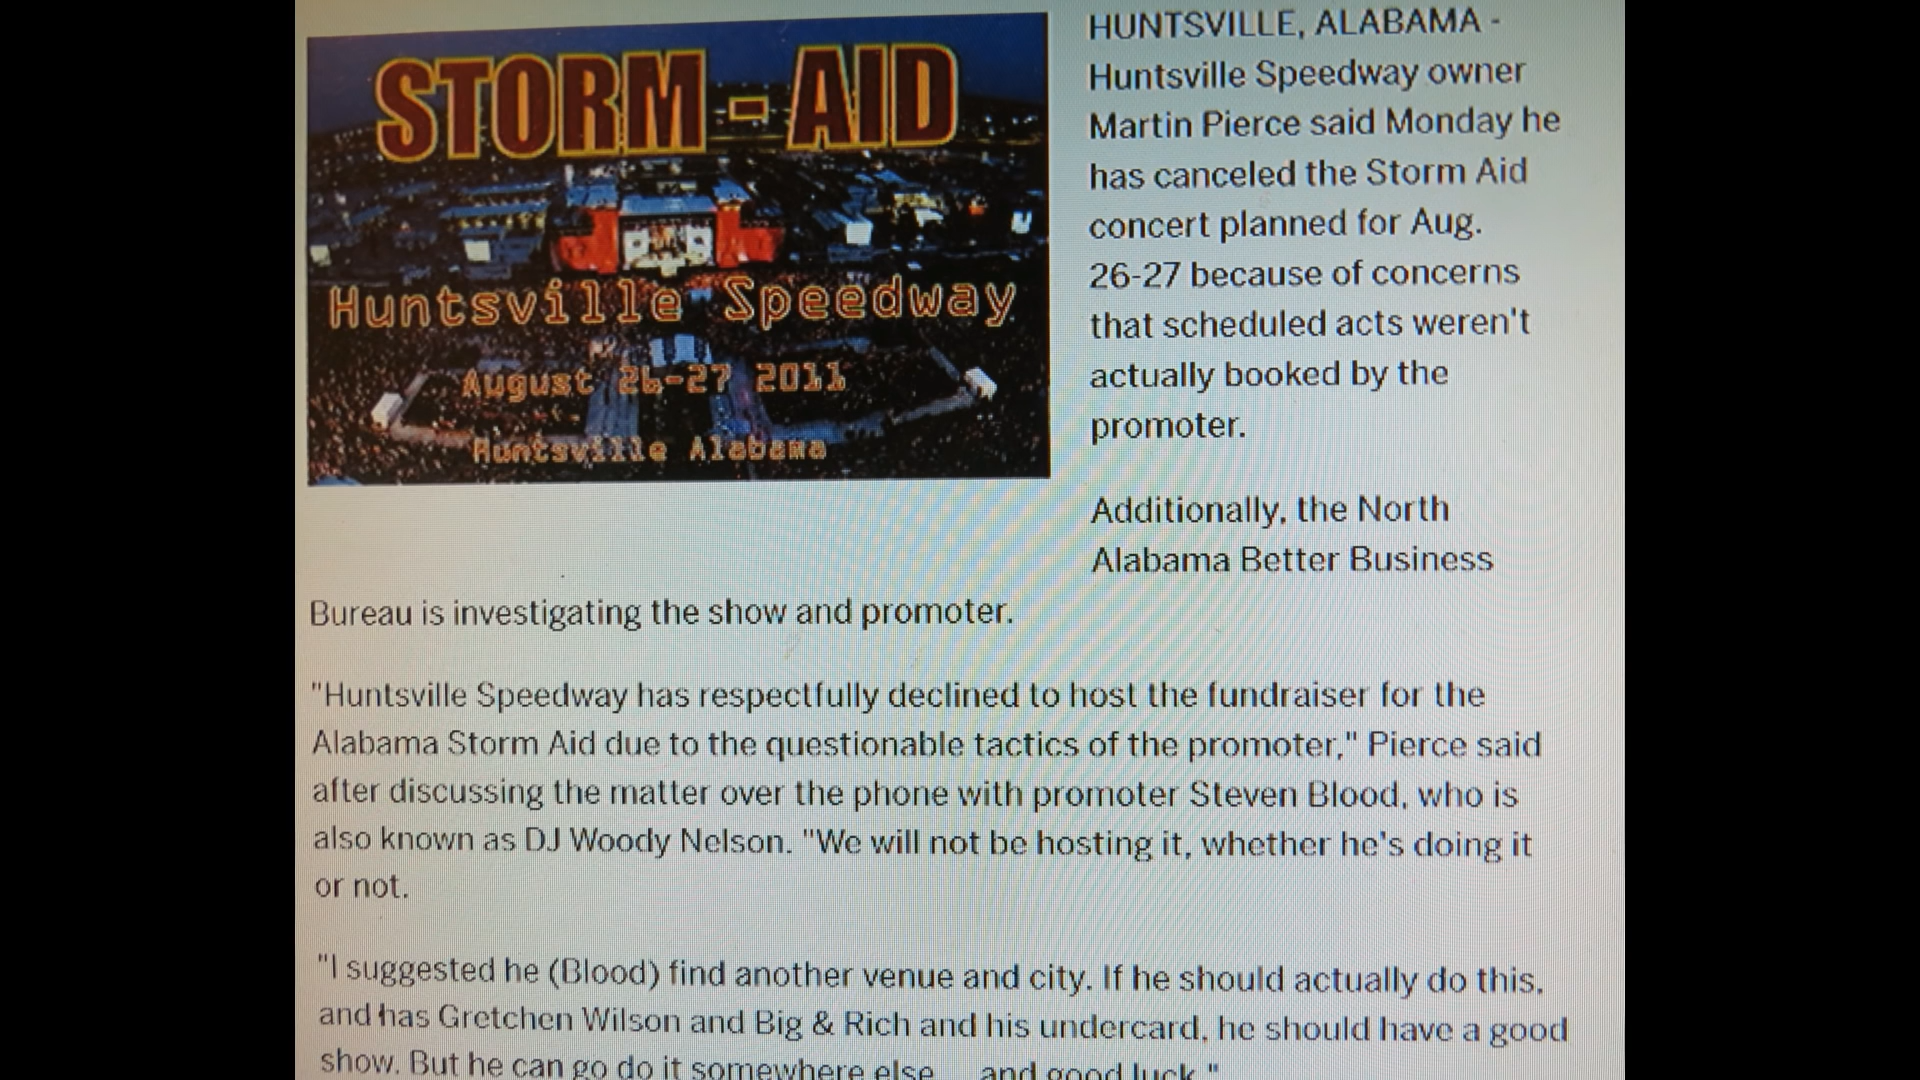 STORM - AID
Huntsville Speedway
August 26-27 2011
Huntsville Alabama
HUNTSVILLE, ALABAMA -
Huntsville Speedway owner
Martin Pierce said Monday he
has canceled the Storm Aid
concert planned for Aug.
26-27 because of concerns
that scheduled acts weren't
actually booked by the
promoter.
Additionally, the North
Alabama Better Business
Bureau is investigating the show and promoter.
"Huntsville Speedway has respectfully declined to host the fundraiser for the
Alabama Storm Aid due to the questionable tactics of the promoter," Pierce said
after discussing the matter over the phone with promoter Steven Blood, who is
also known as DJ Woody Nelson. "We will not be hosting it, whether he's doing it
or not.
"I suggested he (Blood) find another venue and city. If he should actually do this,
and has Gretchen Wilson and Big & Rich and his undercard, he should have a good
show. But he can go do it somewhere else ... and good luck."